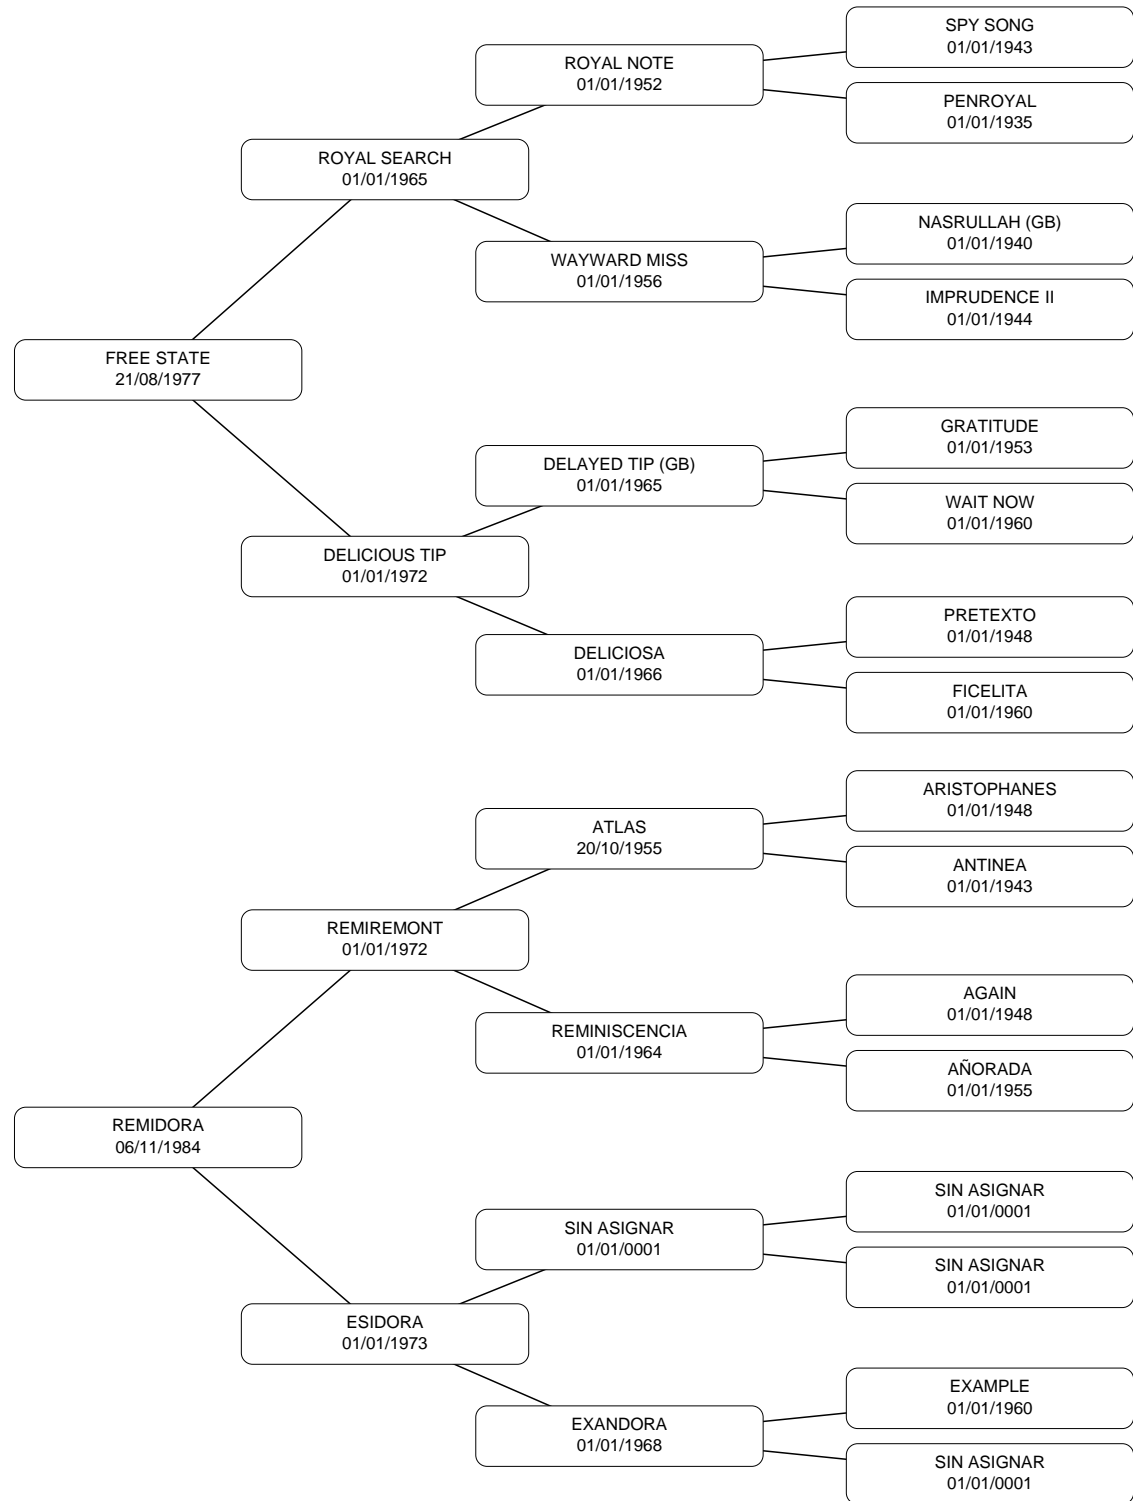 SPY SONG
01/01/1943
ROYAL NOTE
01/01/1952
PENROYAL
01/01/1935
ROYAL SEARCH
01/01/1965
NASRULLAH (GB)
01/01/1940
WAYWARD MISS
01/01/1956
IMPRUDENCE II
01/01/1944
FREE STATE
21/08/1977
GRATITUDE
01/01/1953
DELAYED TIP (GB)
01/01/1965
WAIT NOW
01/01/1960
DELICIOUS TIP
01/01/1972
PRETEXTO
01/01/1948
DELICIOSA
01/01/1966
FICELITA
01/01/1960
ARISTOPHANES
01/01/1948
ATLAS
20/10/1955
ANTINEA
01/01/1943
REMIREMONT
01/01/1972
AGAIN
01/01/1948
REMINISCENCIA
01/01/1964
AÑORADA
01/01/1955
REMIDORA
06/11/1984
SIN ASIGNAR
01/01/0001
SIN ASIGNAR
01/01/0001
SIN ASIGNAR
01/01/0001
ESIDORA
01/01/1973
EXAMPLE
01/01/1960
EXANDORA
01/01/1968
SIN ASIGNAR
01/01/0001